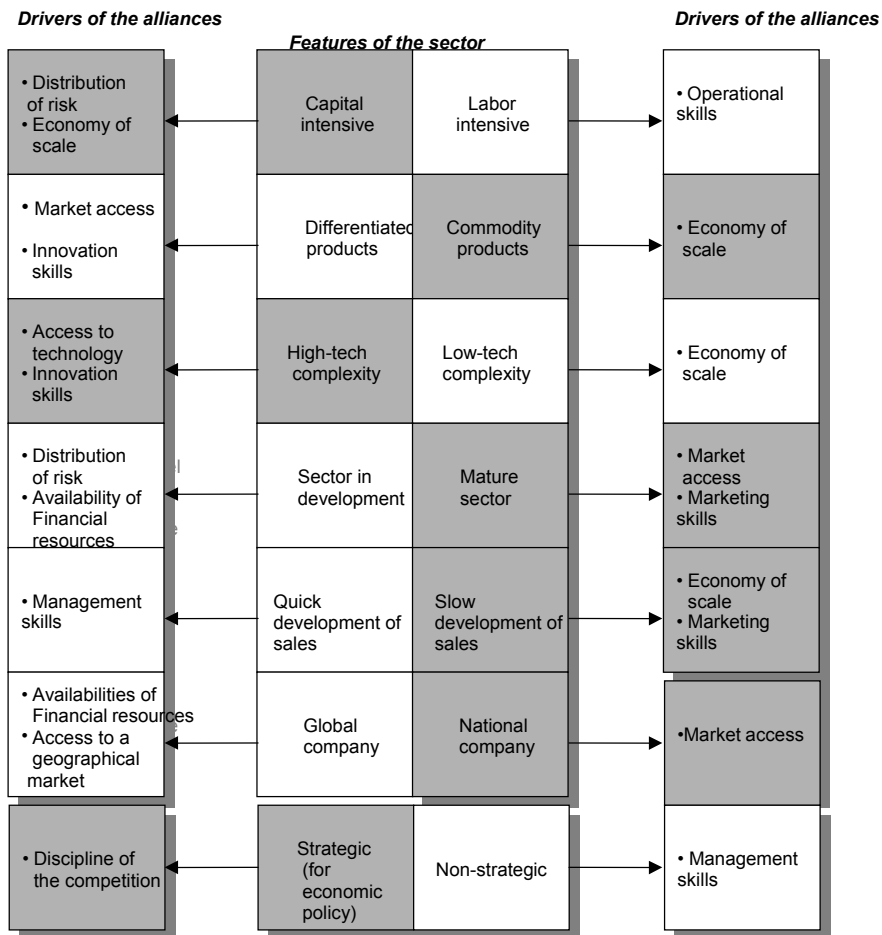 Drivers of the alliances
Drivers of the alliances
Features of the sector
• Distribution
of risk
• Economy of
scale
Capital
intensive
Labor
intensive
• Operational
skills
• Market access
• Innovation
skills
Differentiated
products
Commodity
products
• Economy of
scale
• Access to
technology
• Innovation
skills
High-tech
complexity
Low-tech
complexity
• Economy of
scale
• Distribution
of risk
• Availability of
Financial
resources
Sector in
development
Mature
sector
• Market
access
• Marketing
skills
• Management
skills
Quick
development of
sales
Slow
development of
sales
• Economy of
scale
• Marketing
skills
• Availabilities of
Financial resources
• Access to a
geographical
market
Global
company
National
company
•Market access
• Discipline of
the competition
Strategic
(for
economic
policy)
Non-strategic
• Management
skills